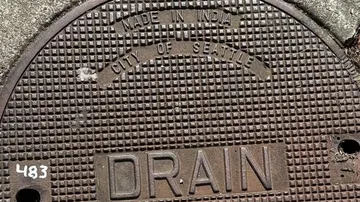 MADE IN INDIA
CITY OF SEATTLE
483
DRAIN